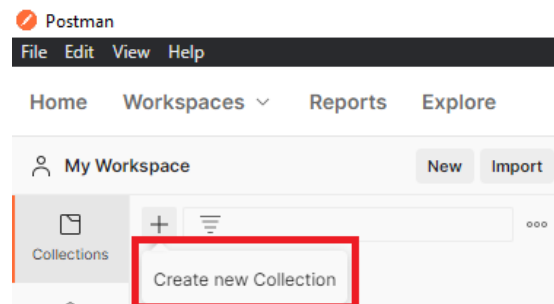 Postman
File Edit View Help
Home Workspaces Reports Explore
My Workspace New Import
Collections
Create new Collection